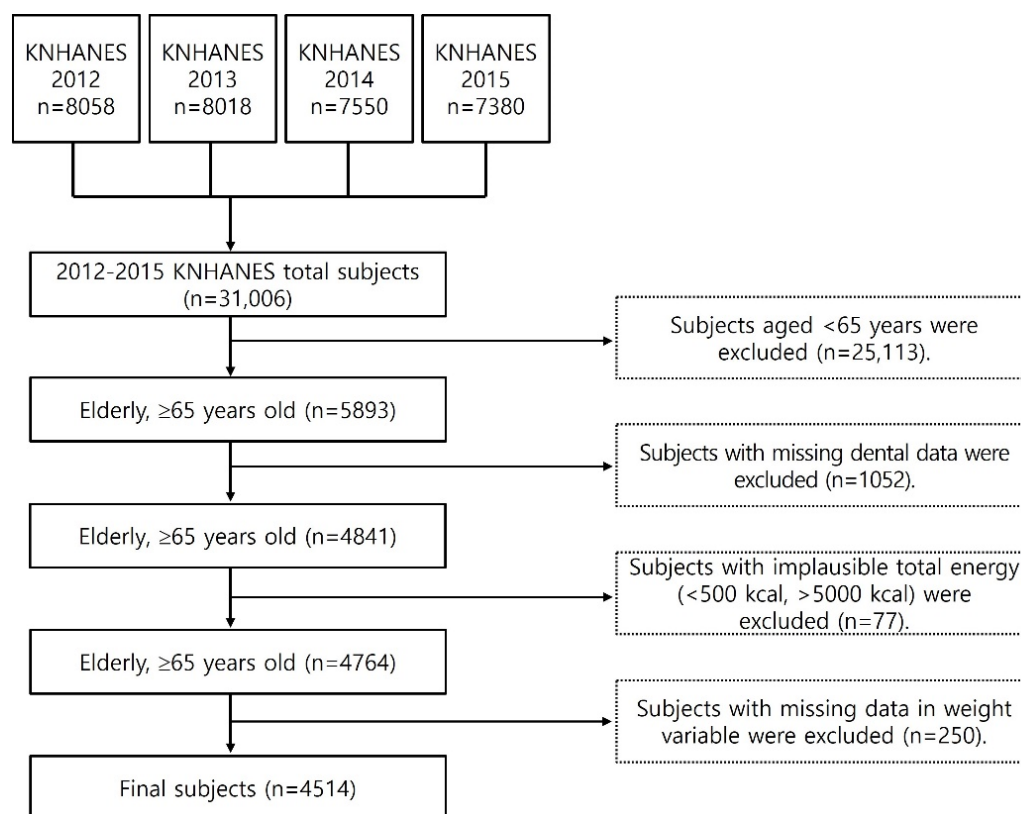 KNHANES
2012
n=8058
KNHANES
2013
n=8018
KNHANES
2014
n=7550
KNHANES
2015
n=7380
2012-2015 KNHANES total subjects
(n=31,006)
Subjects aged <65 years were
excluded (n=25,113).
Elderly, ≥65 years old (n=5893)
Subjects with missing dental data were
excluded (n=1052).
Elderly, ≥65 years old (n=4841)
Subjects with implausible total energy
(<500 kcal, >5000 kcal) were
excluded (n=77).
Elderly, ≥65 years old (n=4764)
Subjects with missing data in weight
variable were excluded (n=250).
Final subjects (n=4514)